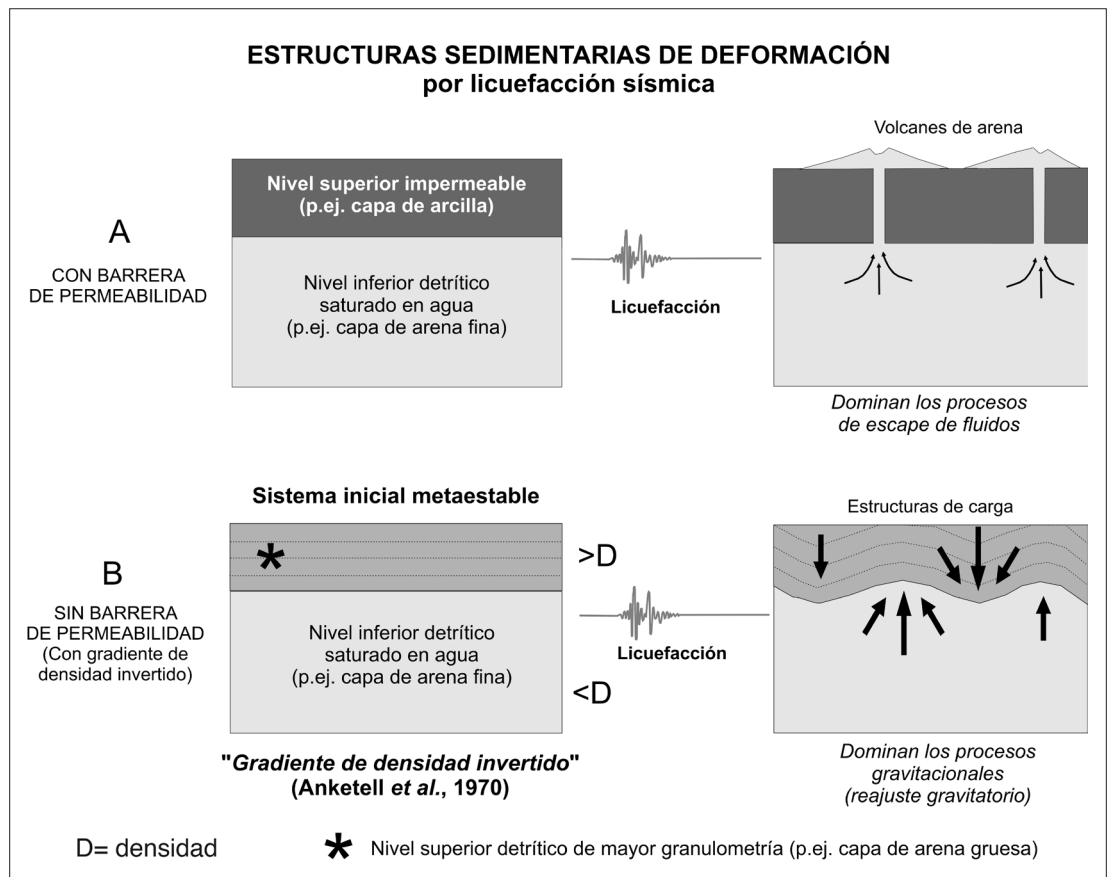 ESTRUCTURAS SEDIMENTARIAS DE DEFORMACIÓN
por licuefacción sísmica
A
CON BARRERA
DE PERMEABILIDAD
Nivel superior impermeable
(p.ej. capa de arcilla)
Nivel inferior detrítico
saturado en agua
(p.ej. capa de arena fina)
Licuefacción
Volcanes de arena
Dominan los procesos
de escape de fluidos
B
SIN BARRERA
DE PERMEABILIDAD
(Con gradiente de
densidad invertido)
Sistema inicial metaestable
*
>D
Nivel inferior detrítico
saturado en agua
(p.ej. capa de arena fina)
<D
"Gradiente de densidad invertido"
(Anketell et al., 1970)
Licuefacción
Estructuras de carga
Dominan los procesos
gravitacionales
(reajuste gravitatorio)
D= densidad
* Nivel superior detrítico de mayor granulometría (p.ej. capa de arena gruesa)